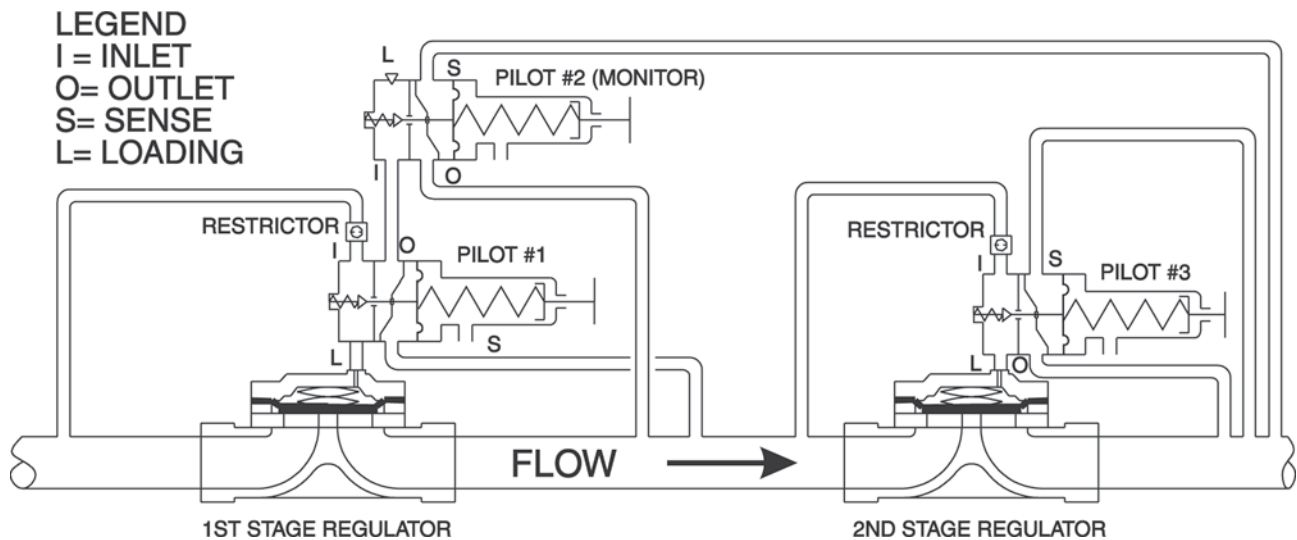 LEGEND
I = INLET
O= OUTLET
S= SENSE
L= LOADING
L
S
PILOT #2 (MONITOR)
I
O
RESTRICTOR
I
O
PILOT #1
L
S
RESTRICTOR
I
S
PILOT #3
L
O
FLOW
1ST STAGE REGULATOR
2ND STAGE REGULATOR